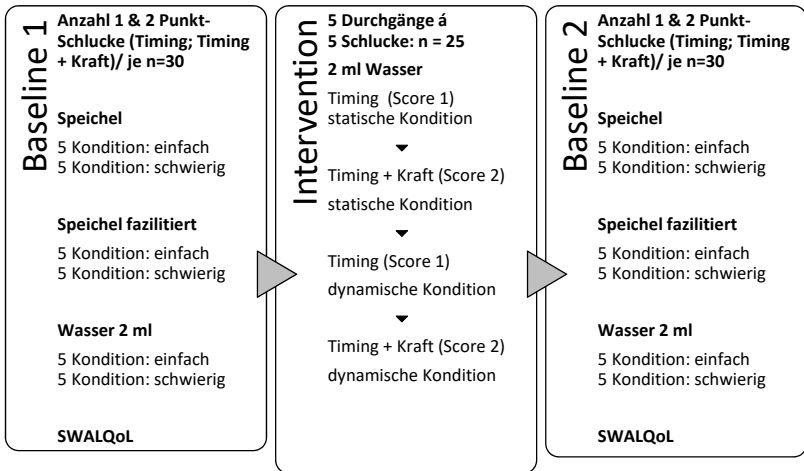 Baseline 1
Anzahl 1 & 2 Punkt-
Schlucke (Timing; Timing
+ Kraft)/ je n=30
Speichel
5 Kondition: einfach
5 Kondition: schwierig
Speichel fazilitiert
5 Kondition: einfach
5 Kondition: schwierig
Wasser 2 ml
5 Kondition: einfach
5 Kondition: schwierig
SWALQoL
Intervention
5 Durchgänge á
5 Schlucke: n = 25
2 ml Wasser
Timing (Score 1)
statische Kondition
Timing + Kraft (Score 2)
statische Kondition
Timing (Score 1)
dynamische Kondition
Timing + Kraft (Score 2)
dynamische Kondition
Baseline 2
Anzahl 1 & 2 Punkt-
Schlucke (Timing; Timing
+ Kraft)/ je n=30
Speichel
5 Kondition: einfach
5 Kondition: schwierig
Speichel fazilitiert
5 Kondition: einfach
5 Kondition: schwierig
Wasser 2 ml
5 Kondition: einfach
5 Kondition: schwierig
SWALQoL